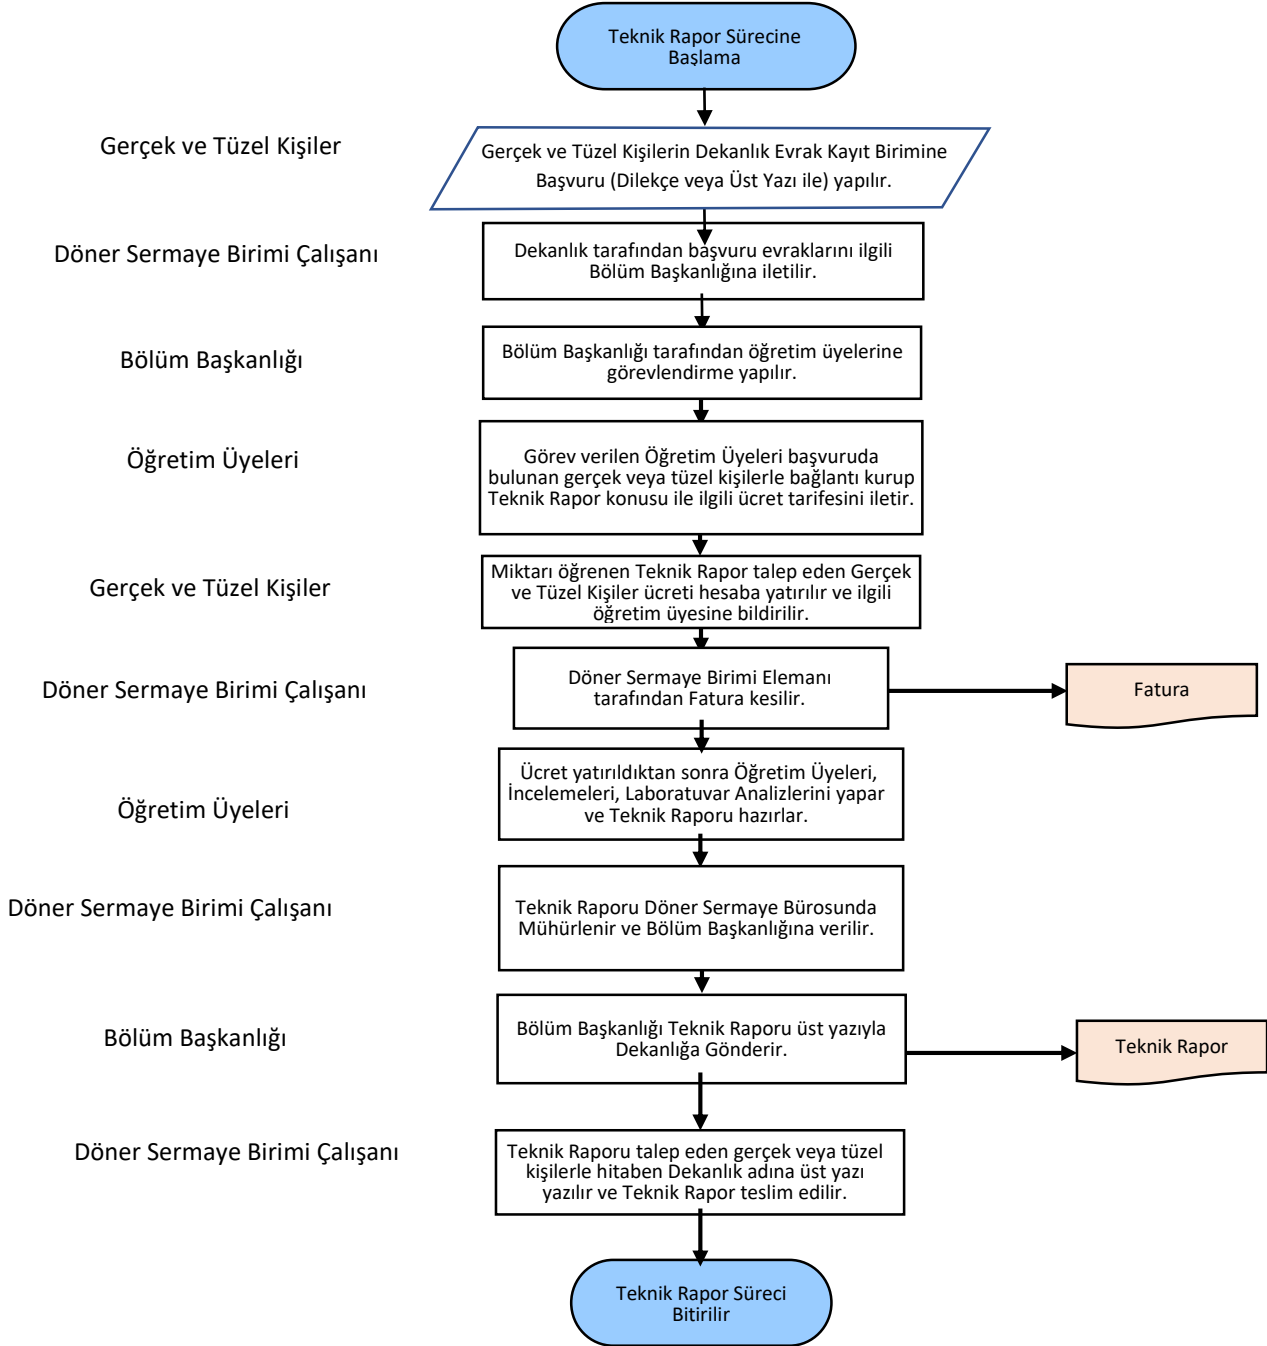 Teknik Rapor Sürecine
Başlama
Gerçek ve Tüzel Kişiler
Gerçek ve Tüzel Kişilerin Dekanlık Evrak Kayıt Birimine
Başvuru (Dilekçe veya Üst Yazı ile) yapılır.
Döner Sermaye Birimi Çalışanı
Dekanlık tarafından başvuru evraklarını ilgili
Bölüm Başkanlığına iletilir.
Bölüm Başkanlığı
Bölüm Başkanlığı tarafından öğretim üyelerine
görevlendirme yapılır.
Öğretim Üyeleri
Görev verilen Öğretim Üyeleri başvuruda
bulunan gerçek veya tüzel kişilerle bağlantı kurup
Teknik Rapor konusu ile ilgili ücret tarifesini iletir.
Gerçek ve Tüzel Kişiler
Miktarı öğrenen Teknik Rapor talep eden Gerçek
ve Tüzel Kişiler ücreti hesaba yatırılır ve ilgili
öğretim üyesine bildirilir.
Döner Sermaye Birimi Çalışanı
Döner Sermaye Birimi Elemanı
tarafından Fatura kesilir.
Fatura
Öğretim Üyeleri
Ücret yatırıldıktan sonra Öğretim Üyeleri,
İncelemeleri, Laboratuvar Analizlerini yapar
ve Teknik Raporu hazırlar.
Döner Sermaye Birimi Çalışanı
Teknik Raporu Döner Sermaye Bürosunda
Mühürlenir ve Bölüm Başkanlığına verilir.
Bölüm Başkanlığı
Bölüm Başkanlığı Teknik Raporu üst yazıyla
Dekanlığa Gönderir.
Teknik Rapor
Döner Sermaye Birimi Çalışanı
Teknik Raporu talep eden gerçek veya tüzel
kişilerle hitaben Dekanlık adına üst yazı
yazılır ve Teknik Rapor teslim edilir.
Teknik Rapor Süreci
Bitirilir